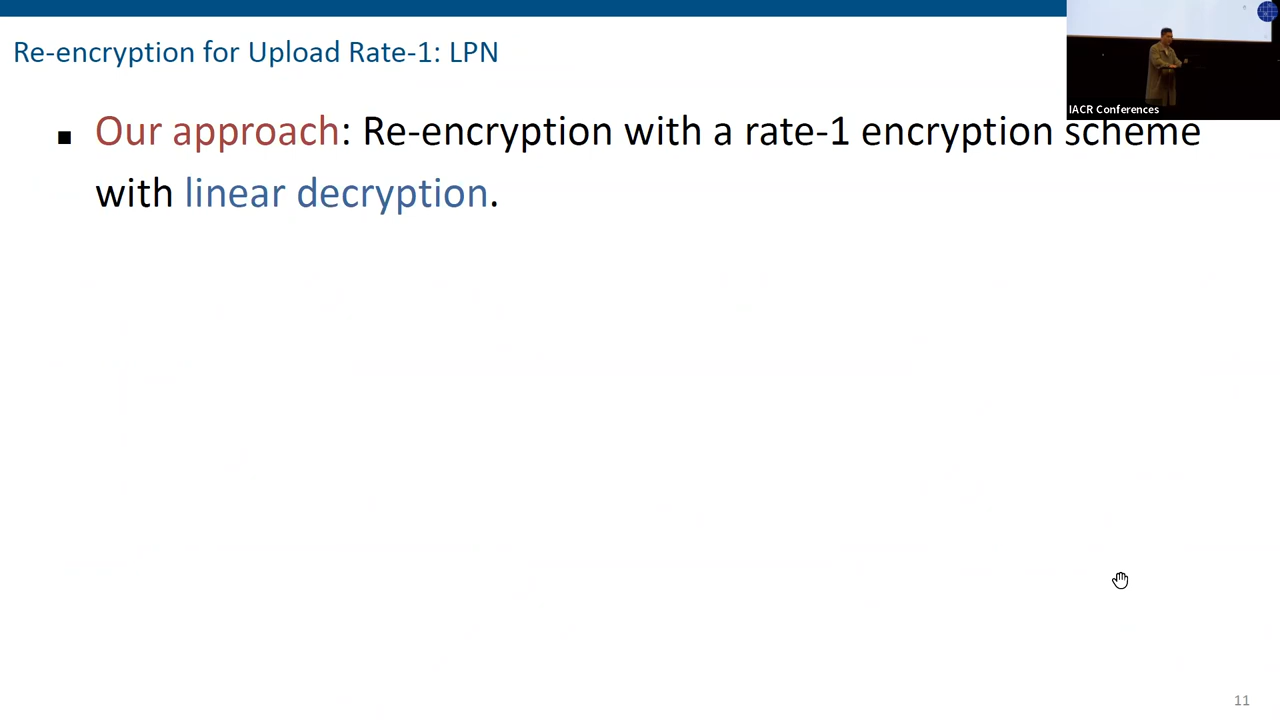 Re-encryption for Upload Rate-1: LPN
IACR Conferences
▪ Our approach: Re-encryption with a rate-1 encryption scheme
with linear decryption.
11